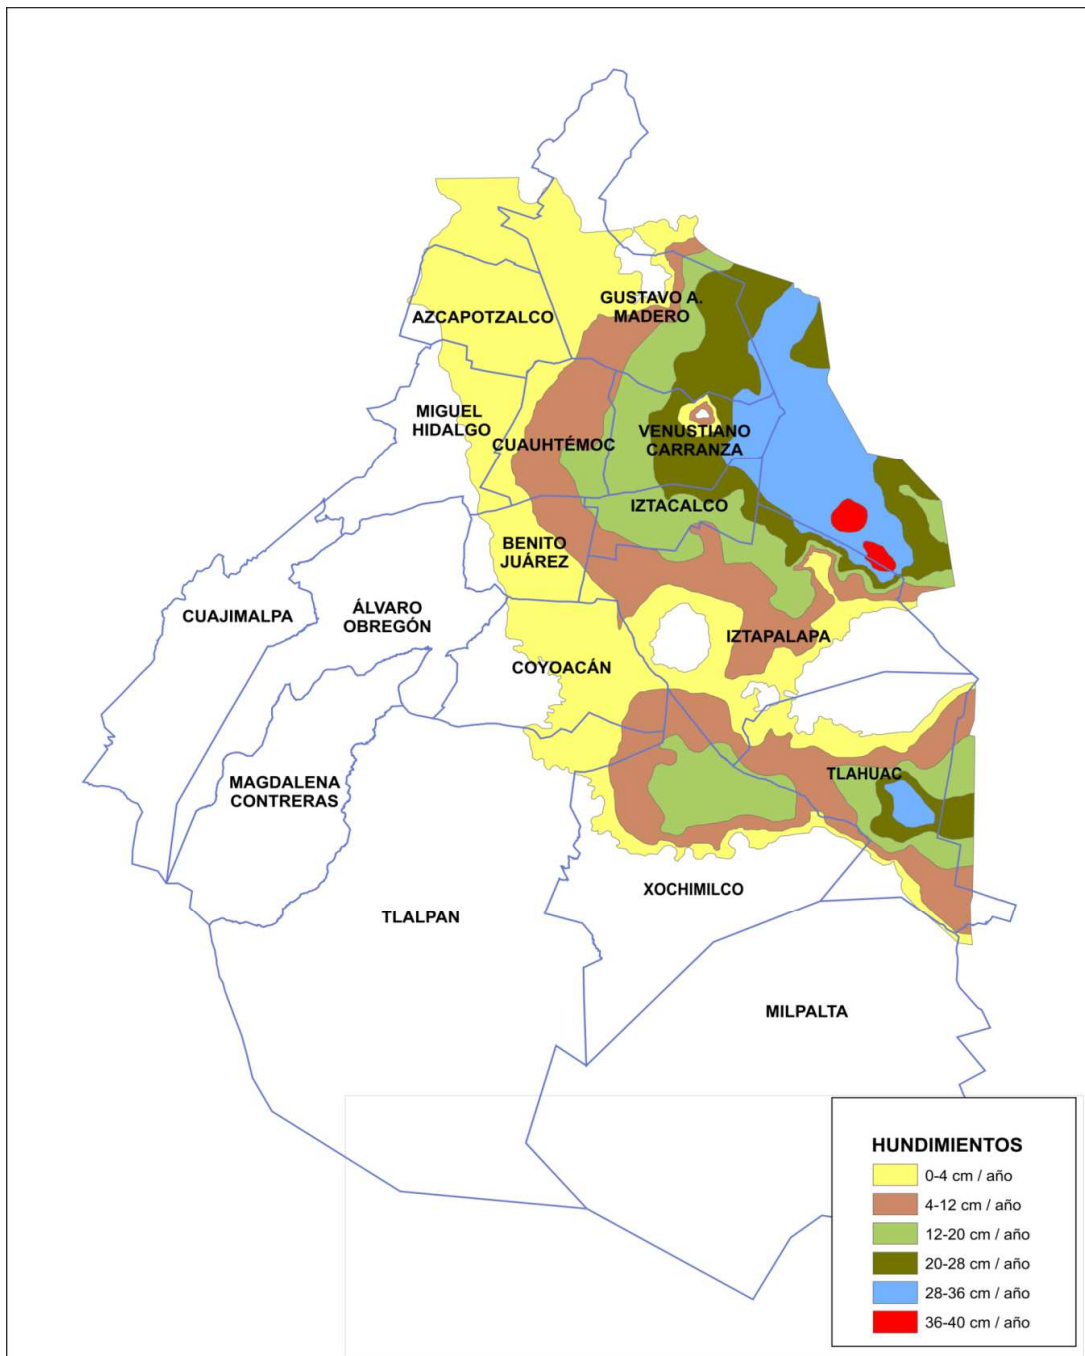 GUSTAVO A.
MADERO
AZCAPOTZALCO
MIGUEL
HIDALGO
CUAUHTÉMOC
VENUSTIANO
CARRANZA
IZTACALCO
BENITO
JUÁREZ
CUAJIMALPA
ÁLVARO
OBREGÓN
IZTAPALAPA
COYOACÁN
MAGDALENA
CONTRERAS
TLAHUAC
XOCHIMILCO
TLALPAN
MILPALTA
HUNDIMIENTOS
0-4 cm / año
4-12 cm / año
12-20 cm / año
20-28 cm / año
28-36 cm / año
36-40 cm / año